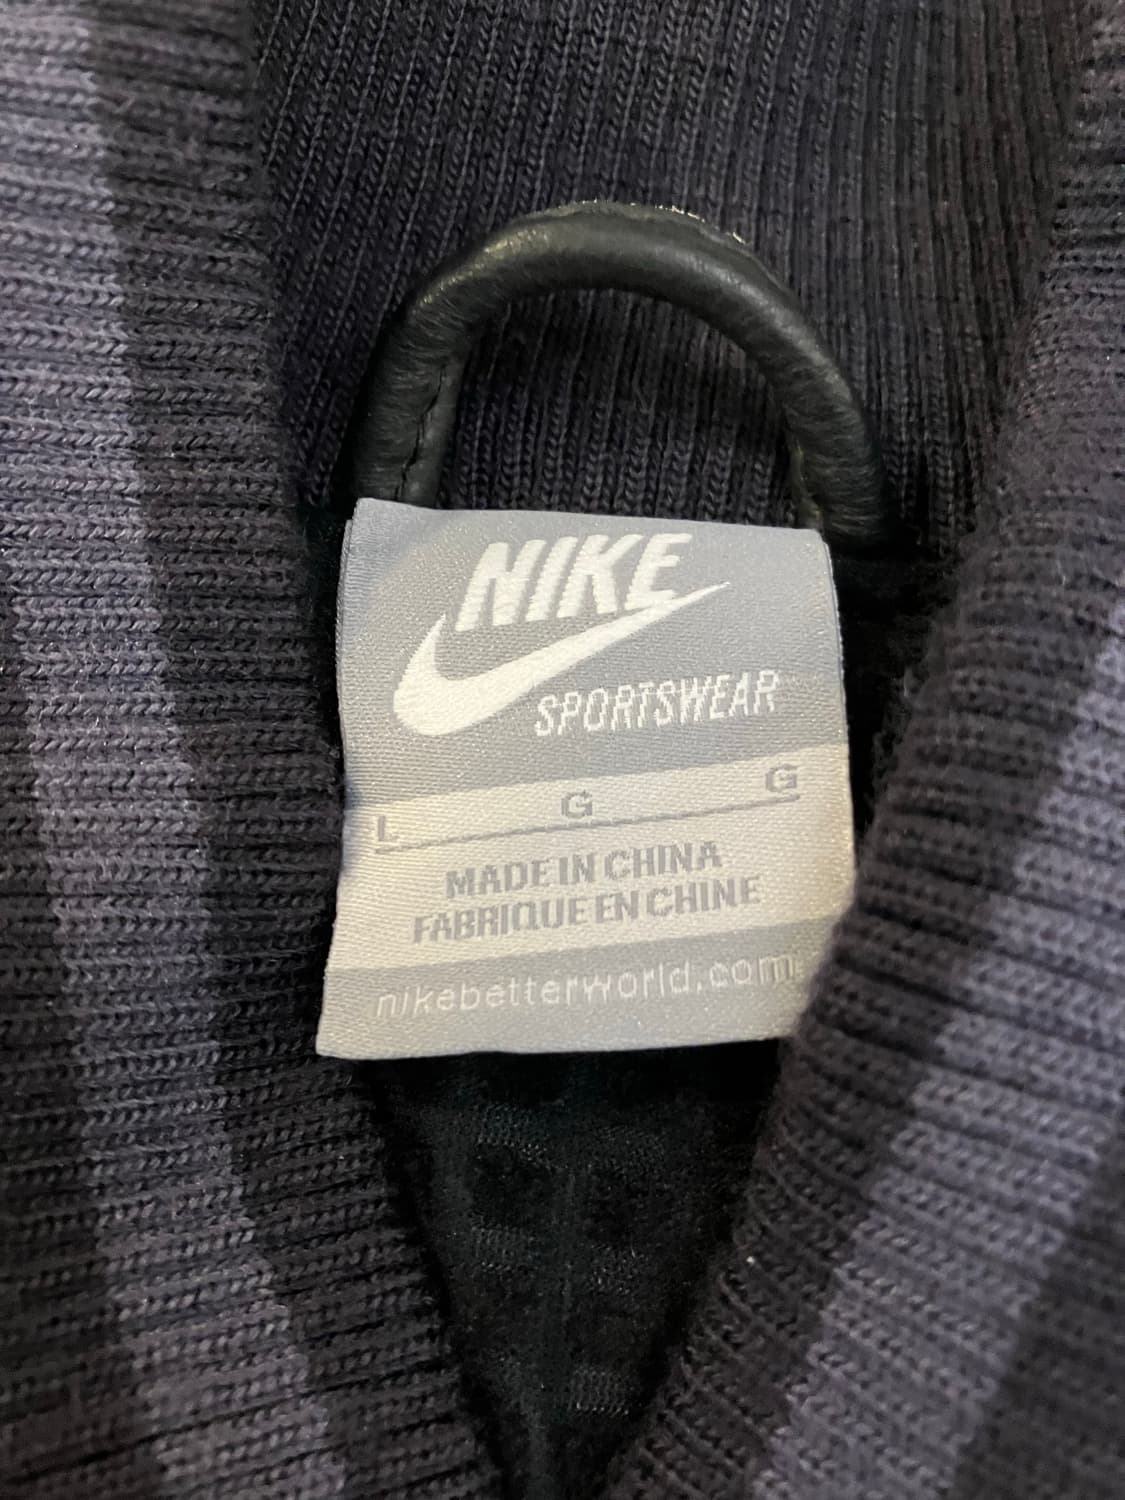 NIKE
SPORTSWEAR
L G G
MADE IN CHINA
FABRIQUE EN CHINE
nikebetterworld.com